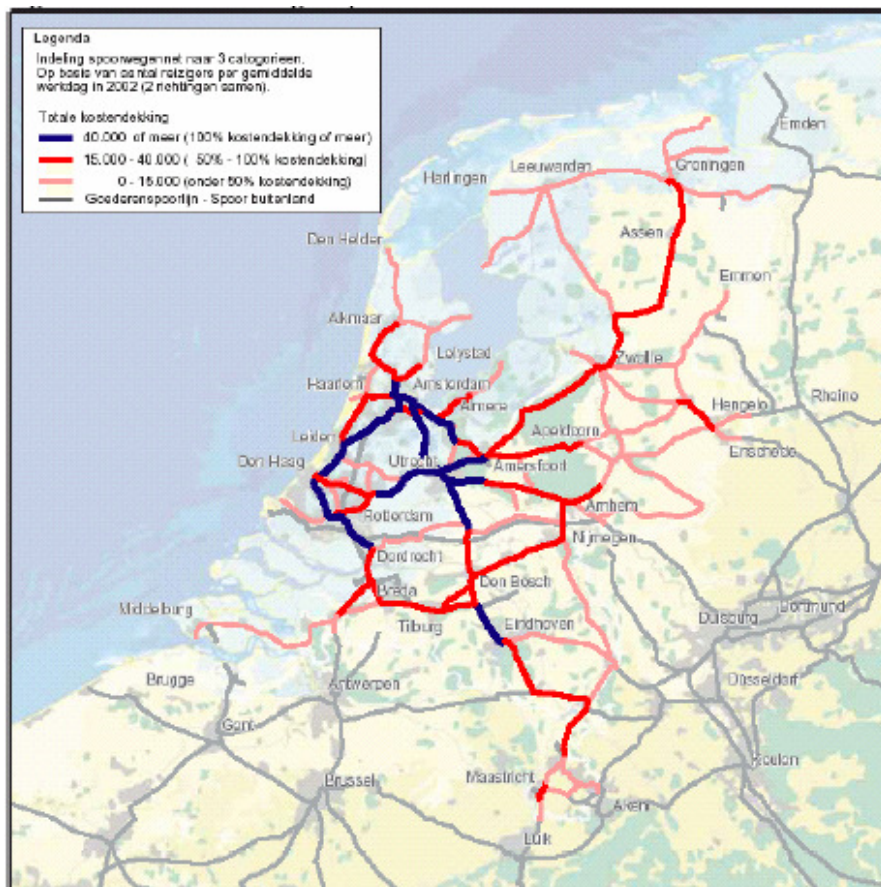 Legenda
Indeling spoorwegennet naar 3 catogorieen.
Op basis van aantal reizigers per gemiddelde
werkdag in 2002 (2 richtingen samen).
Totale kostendekking
40.000 of meer (100% kostendekking of meer)
15.000 - 40.000 ( 50% - 100% kostendekking)
0 - 15.000 (onder 50% kostendekking)
Goederenspoorlijn - Spoor buitenland
Emden
Groningen
Leeuwarden
Harlingen
Assen
Den Helder
Emmen
Alkmaar
Lelystad
Zwolle
Haarlem
Amsterdam
Almere
Rheine
Hengelo
Leiden
Apeldoorn
Enschede
Den Haag
Utrecht
Amersfoort
Arnhem
Rotterdam
Nijmegen
Dordrecht
Den Bosch
Breda
Middelburg
Tilburg
Eindhoven
Duisburg
Dortmund
Brugge
Antwerpen
Düsseldorf
Gent
Keulen
Brussel
Maastricht
Aken
Luik